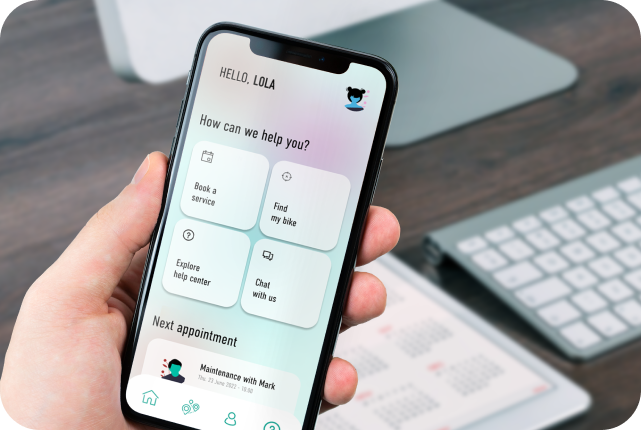 HELLO, LOLA
How can we help you?
Book a
service
Find
my bike
Explore
help center
Chat
with us
Next appointment
Maintenance with Mark
Thu, 23 June 2022 - 10:00